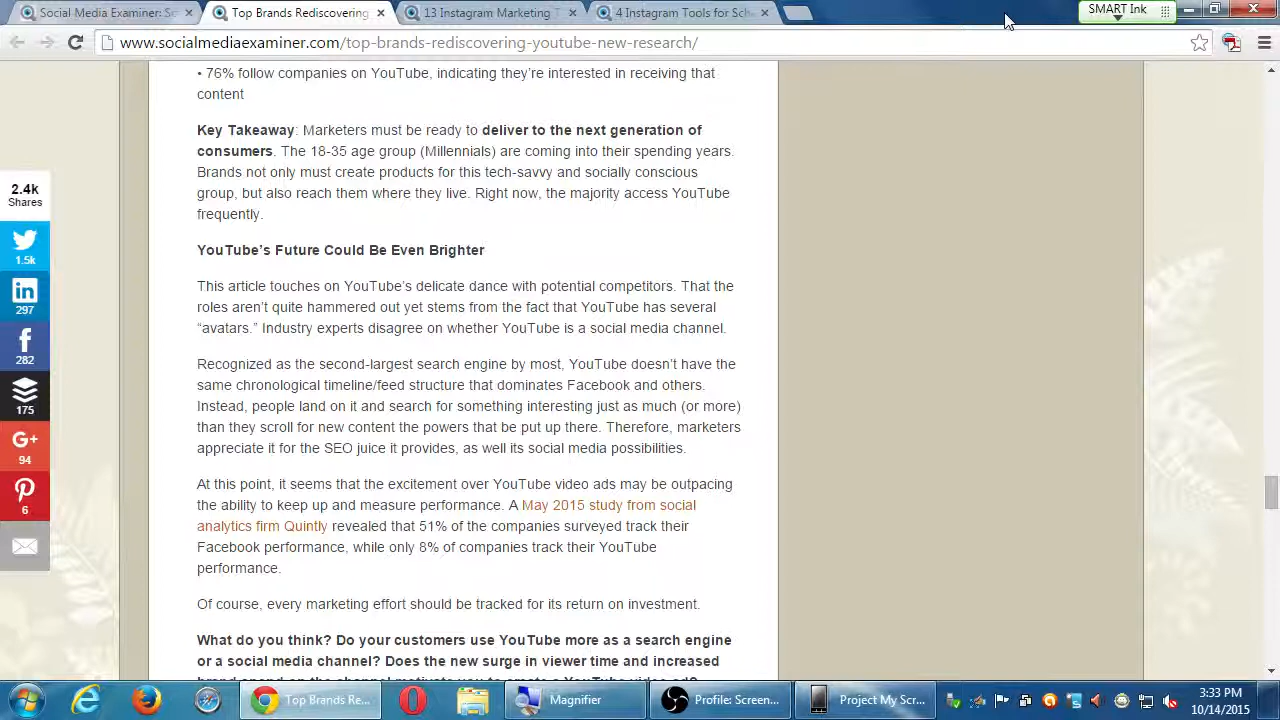 Social Media Examiner: Sc
Top Brands Rediscovering
13 Instagram Marketing T
4 Instagram Tools for Sch
SMART Ink
www.socialmediaexaminer.com/top-brands-rediscovering-youtube-new-research/
• 76% follow companies on YouTube, indicating they’re interested in receiving that
content
Key Takeaway: Marketers must be ready to deliver to the next generation of
consumers. The 18-35 age group (Millennials) are coming into their spending years.
Brands not only must create products for this tech-savvy and socially conscious
group, but also reach them where they live. Right now, the majority access YouTube
frequently.
YouTube’s Future Could Be Even Brighter
This article touches on YouTube’s delicate dance with potential competitors. That the
roles aren’t quite hammered out yet stems from the fact that YouTube has several
“avatars.” Industry experts disagree on whether YouTube is a social media channel.
Recognized as the second-largest search engine by most, YouTube doesn’t have the
same chronological timeline/feed structure that dominates Facebook and others.
Instead, people land on it and search for something interesting just as much (or more)
than they scroll for new content the powers that be put up there. Therefore, marketers
appreciate it for the SEO juice it provides, as well its social media possibilities.
At this point, it seems that the excitement over YouTube video ads may be outpacing
the ability to keep up and measure performance. A May 2015 study from social
analytics firm Quintly revealed that 51% of the companies surveyed track their
Facebook performance, while only 8% of companies track their YouTube
performance.
Of course, every marketing effort should be tracked for its return on investment.
What do you think? Do your customers use YouTube more as a search engine
or a social media channel? Does the new surge in viewer time and increased
brand spend on the channel motivate you to create a YouTube video ad?
2.4k
Shares
1.5k
297
282
175
G+
94
6
Top Brands Re...
Magnifier
Profile: Screen...
Project My Scr...
3:33 PM
10/14/2015